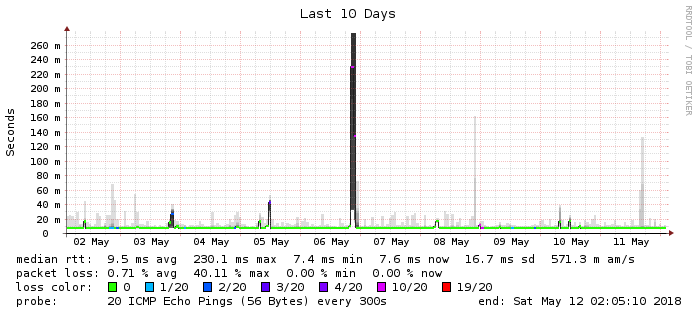 Last 10 Days
RRDTOOL / TOBI OETIKER
Seconds
260 m
240 m
220 m
200 m
180 m
160 m
140 m
120 m
100 m
80 m
60 m
40 m
20 m
0
02 May 03 May 04 May 05 May 06 May 07 May 08 May 09 May 10 May 11 May
median rtt: 9.5 ms avg 230.1 ms max 7.4 ms min 7.6 ms now 16.7 ms sd 571.3 m am/s
packet loss: 0.71 % avg 40.11 % max 0.00 % min 0.00 % now
loss color: 0 1/20 2/20 3/20 4/20 10/20 19/20
probe: 20 ICMP Echo Pings (56 Bytes) every 300s end: Sat May 12 02:05:10 2018